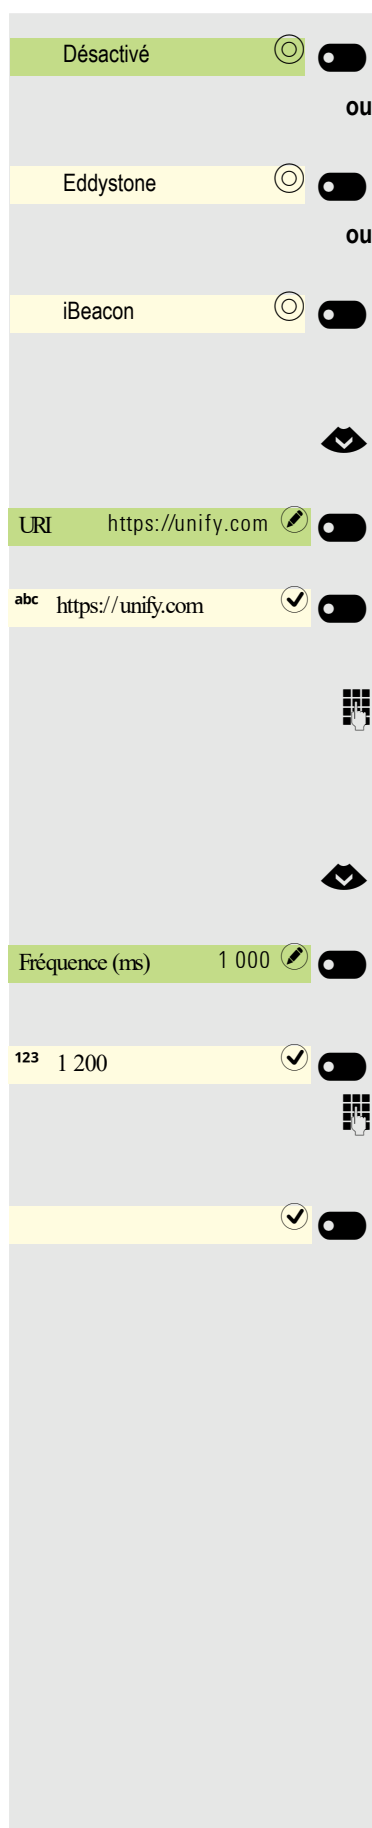 Désactivé
ou
Eddystone
ou
iBeacon
URI https://unify.com
abc https://unify.com
Fréquence (ms) 1 000
123 1 200